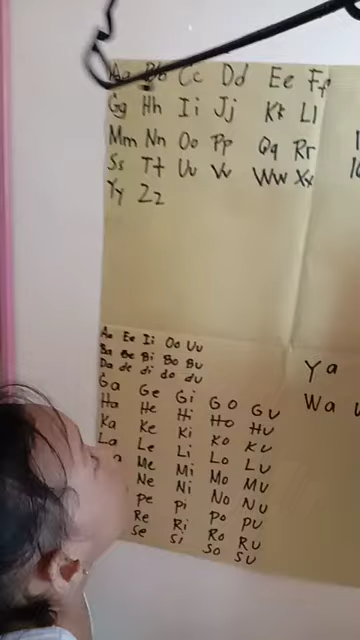 Aa Bb Cc Dd Ee Ff
Gg Hh Ii Jj Kk Ll
Mm Nn Oo Pp Qq Rr
Ss Tt Uu Vv Ww Xx
Yy Zz
Aa Ee Ii Oo Uu
Ba Be Bi Bo Bu
Da de di do du
Ga Ge Gi Go Gu
Ha He Hi Ho Hu
Ka Ke Ki Ko Ku
La Le Li Lo Lu
Me Mi Mo Mu
Ne Ni No Nu
Pe Pi Po Pu
Re Ri Ro Ru
Se Si So Su
Ya
Wa